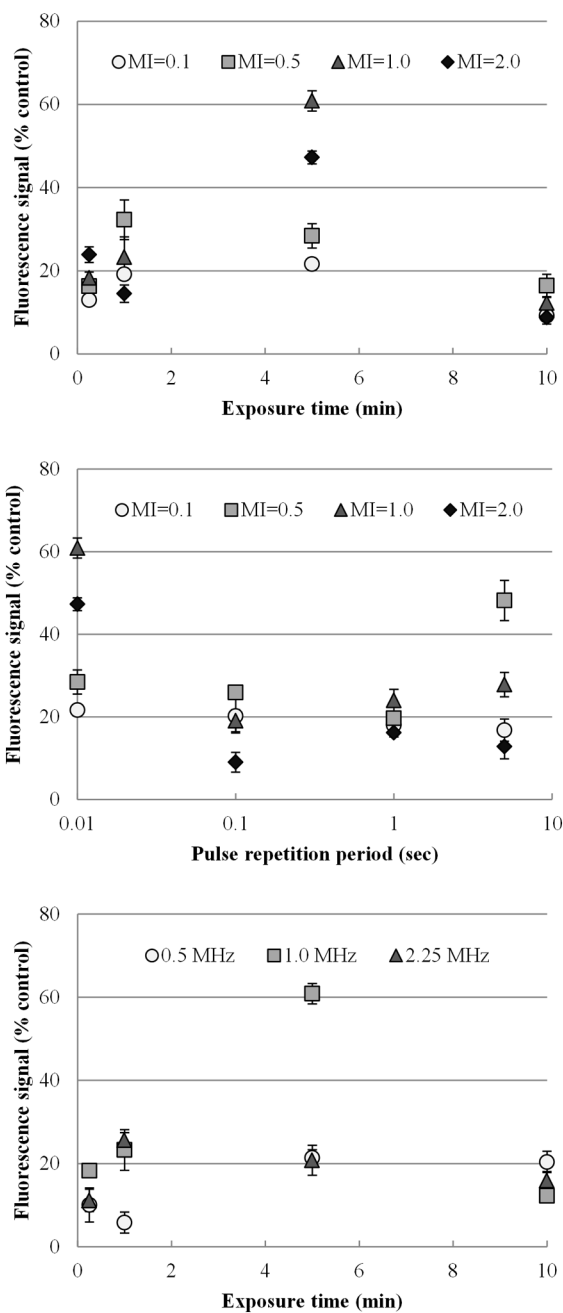 80
MI=0.1 MI=0.5 MI=1.0 MI=2.0
60
40
20
0
0 2 4 6 8 10
Fluorescence signal (% control)
Exposure time (min)
80
MI=0.1 MI=0.5 MI=1.0 MI=2.0
60
40
20
0
0.01 0.1 1 10
Fluorescence signal (% control)
Pulse repetition period (sec)
80
0.5 MHz 1.0 MHz 2.25 MHz
60
40
20
0
0 2 4 6 8 10
Fluorescence signal (% control)
Exposure time (min)